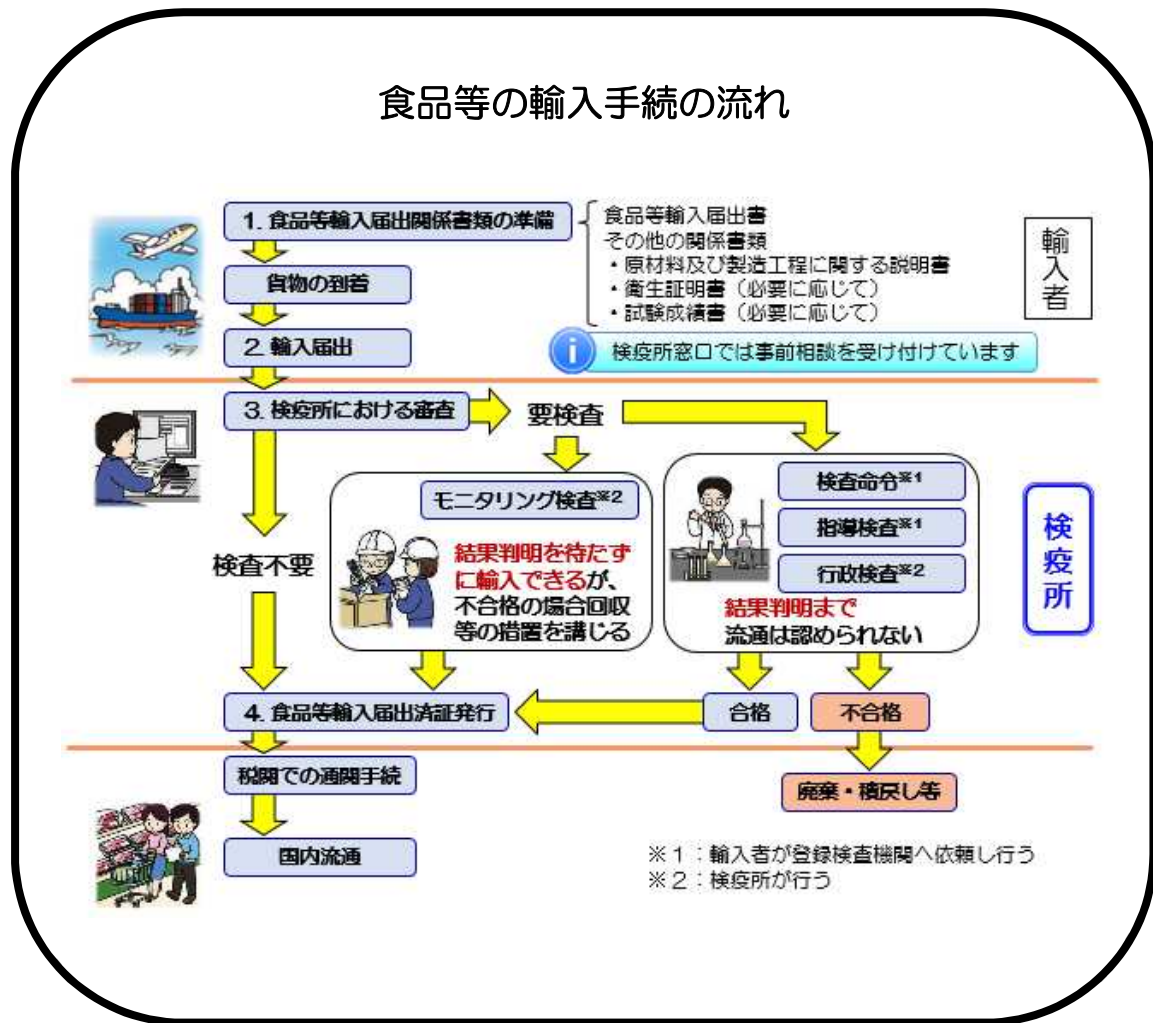 食品等の輸入手続の流れ
1. 食品等輸入届出関係書類の準備
食品等輸入届出書
その他の関係書類
・原材料及び製造工程に関する説明書
・衛生証明書(必要に応じて)
・試験成績書(必要に応じて)
輸入者
貨物の到着
2. 輸入届出
i 検疫所窓口では事前相談を受け付けています
3. 検疫所における審査
要検査
モニタリング検査※2
結果判明を待たず
に輸入できるが、
不合格の場合回収
等の措置を講じる
検査命令※1
指導検査※1
行政検査※2
結果判明まで
流通は認められない
検疫所
検査不要
4. 食品等輸入届出済証発行
合格
不合格
税関での通関手続
廃棄・積戻し等
国内流通
※1:輸入者が登録検査機関へ依頼し行う
※2:検疫所が行う